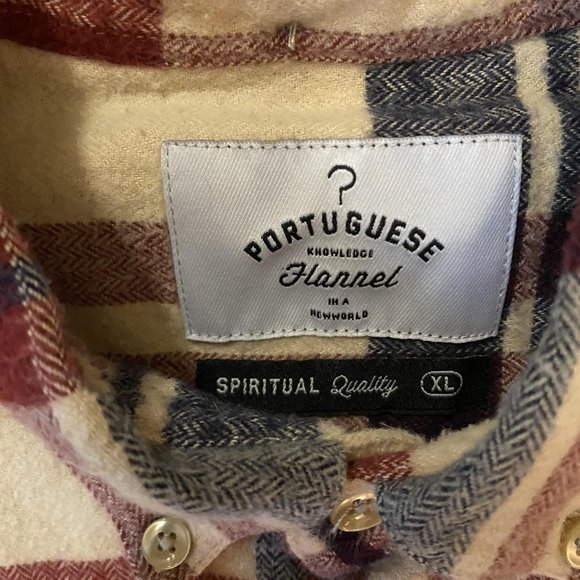 PORTUGUESE
KNOWLEDGE
Flannel
IN A
NEWWORLD
SPIRITUAL Quality XL